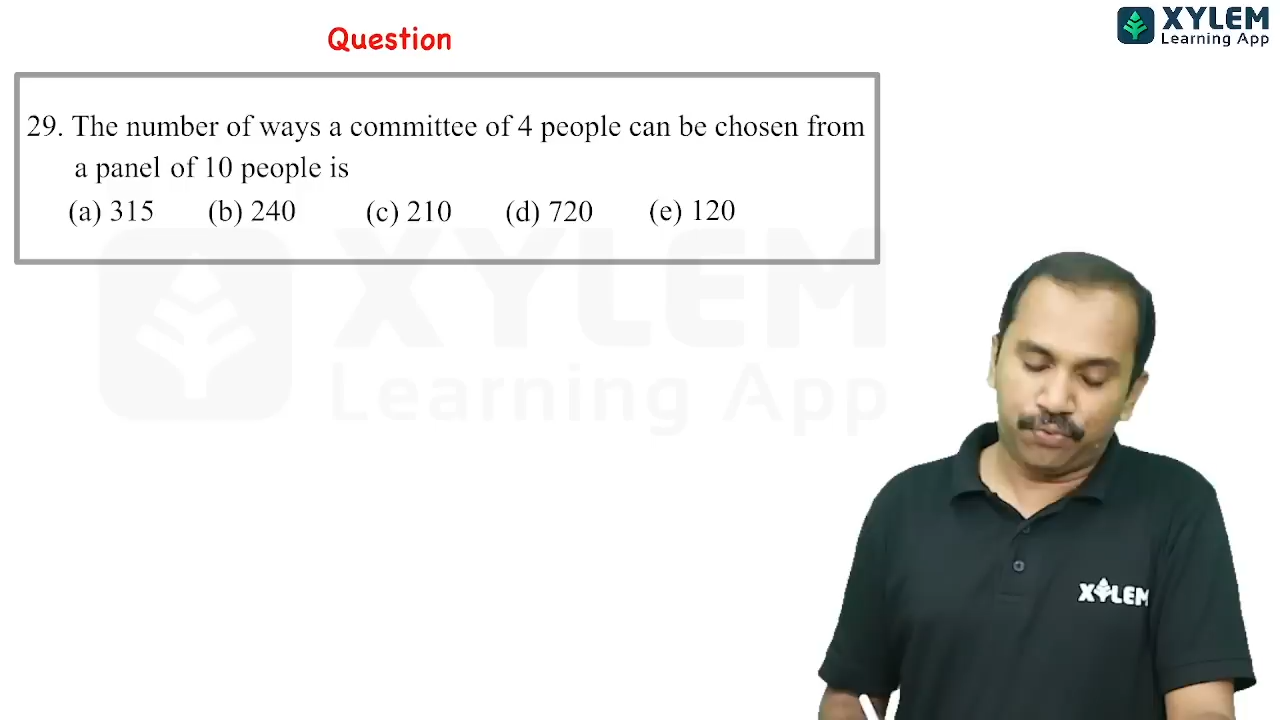 Question
XYLEM
Learning App
29. The number of ways a committee of 4 people can be chosen from
a panel of 10 people is
(a) 315 (b) 240 (c) 210 (d) 720 (e) 120
XYLEM
Learning App
XYLEM